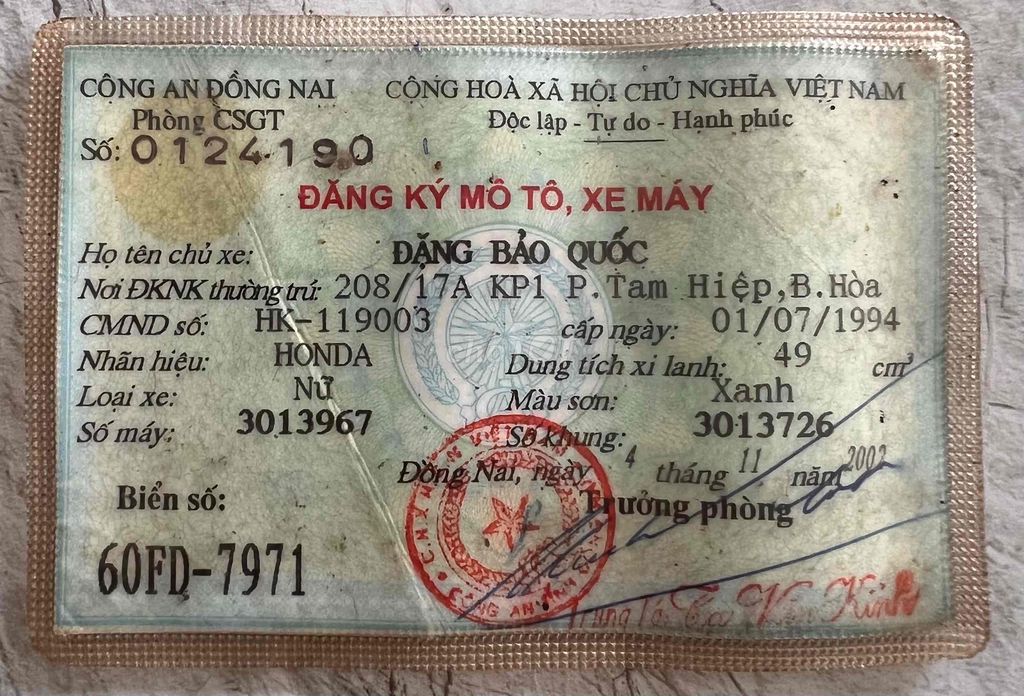 CÔNG AN ĐỒNG NAI CỘNG HOÀ XÃ HỘI CHỦ NGHĨA VIỆT NAM
Phòng CSGT Độc lập - Tự do - Hạnh phúc
Số: 0124190
ĐĂNG KÝ MÔ TÔ, XE MÁY
Họ tên chủ xe: ĐẶNG BẢO QUỐC
Nơi ĐKNK thường trú: 208/17A KP1 P.Tam Hiệp,B.Hòa
CMND số: HK-119003 cấp ngày: 01/07/1994
Nhãn hiệu: HONDA Dung tích xi lanh: 49 cm³
Loại xe: Nữ Màu sơn: Xanh
Số máy: 3013967 Số khung: 3013726
Đồng Nai, ngày 4 tháng 11 năm 2002
Biển số: Trưởng phòng
60FD-7971